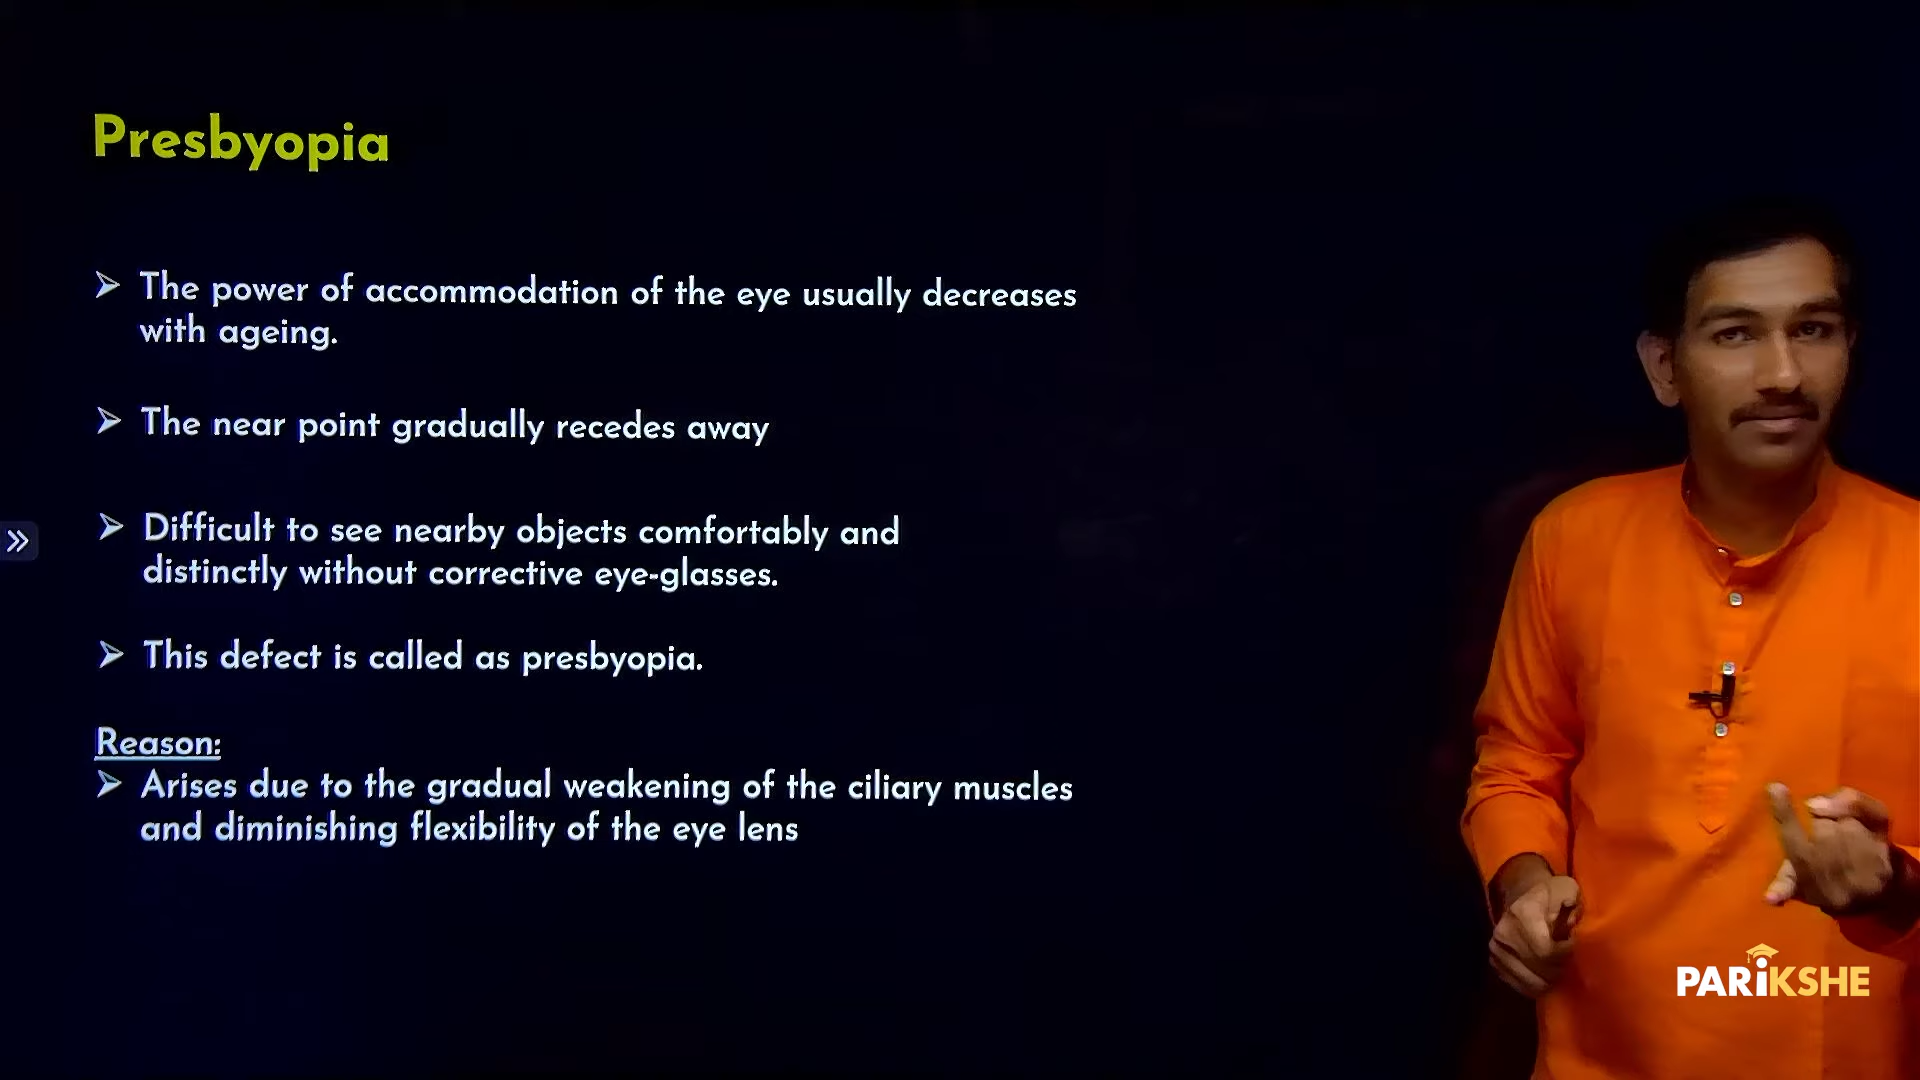 Presbyopia
➢ The power of accommodation of the eye usually decreases
with ageing.
➢ The near point gradually recedes away
➢ Difficult to see nearby objects comfortably and
distinctly without corrective eye-glasses.
➢ This defect is called as presbyopia.
Reason:
➢ Arises due to the gradual weakening of the ciliary muscles
and diminishing flexibility of the eye lens
PARiKSHE